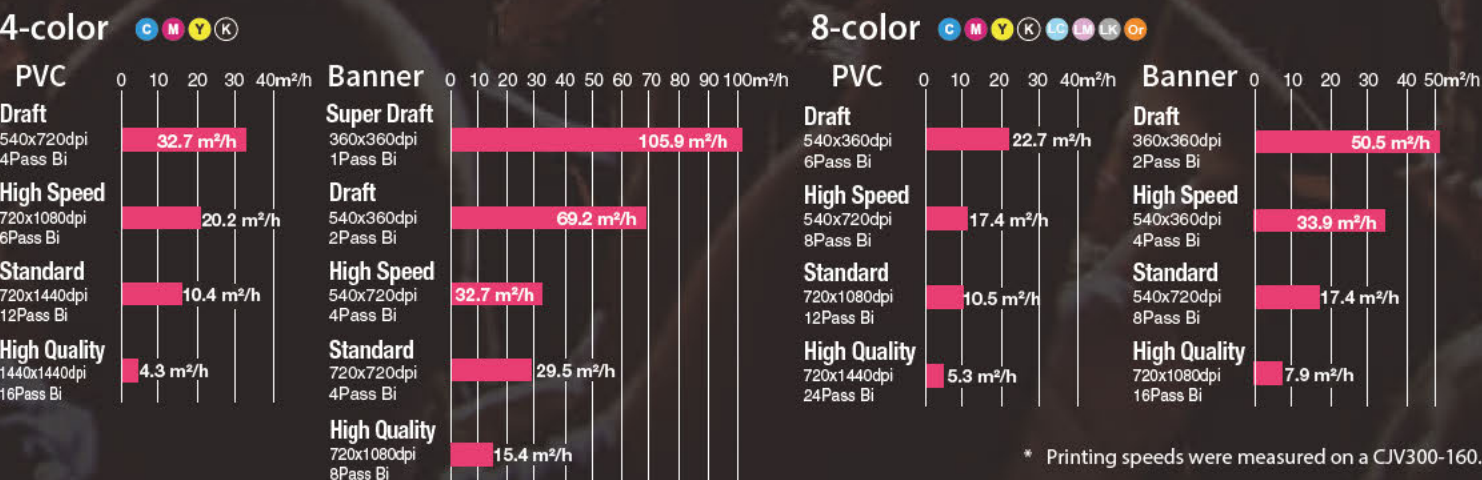 4-color C M Y K
PVC 0 10 20 30 40m²/h
Draft
540x720dpi
4Pass Bi
32.7 m²/h
High Speed
720x1080dpi
6Pass Bi
20.2 m²/h
Standard
720x1440dpi
12Pass Bi
10.4 m²/h
High Quality
1440x1440dpi
16Pass Bi
4.3 m²/h
Banner 0 10 20 30 40 50 60 70 80 90 100m²/h
Super Draft
360x360dpi
1Pass Bi
105.9 m²/h
Draft
540x360dpi
2Pass Bi
69.2 m²/h
High Speed
540x720dpi
4Pass Bi
32.7 m²/h
Standard
720x720dpi
4Pass Bi
29.5 m²/h
High Quality
720x1080dpi
8Pass Bi
15.4 m²/h
8-color C M Y K LC LM LK Or
PVC 0 10 20 30 40m²/h
Draft
540x360dpi
6Pass Bi
22.7 m²/h
High Speed
540x720dpi
8Pass Bi
17.4 m²/h
Standard
720x1080dpi
12Pass Bi
10.5 m²/h
High Quality
720x1440dpi
24Pass Bi
5.3 m²/h
Banner 0 10 20 30 40 50m²/h
Draft
360x360dpi
2Pass Bi
50.5 m²/h
High Speed
540x360dpi
4Pass Bi
33.9 m²/h
Standard
540x720dpi
8Pass Bi
17.4 m²/h
High Quality
720x1080dpi
16Pass Bi
7.9 m²/h
* Printing speeds were measured on a CJV300-160.